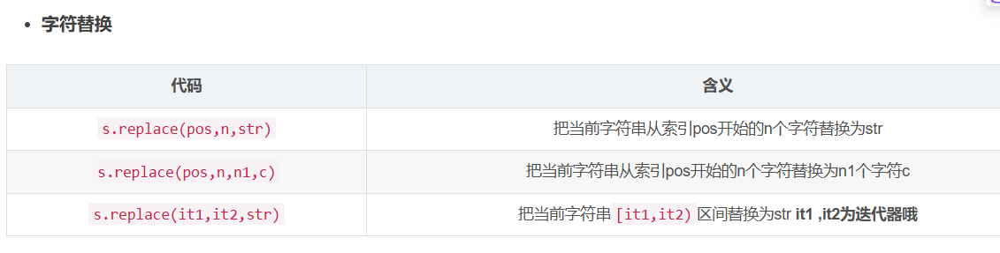 字符替换
代码 含义
s.replace(pos,n,str) 把当前字符串从索引pos开始的n个字符替换为str
s.replace(pos,n,n1,c) 把当前字符串从索引pos开始的n个字符替换为n1个字符c
s.replace(it1,it2,str) 把当前字符串[it1,it2)区间替换为str it1 ,it2为迭代器哦